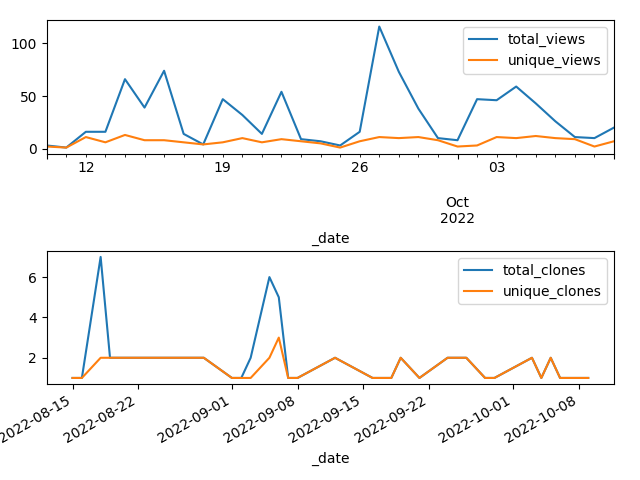 100
50
0
total_views
unique_views
12
19
26
03
Oct
2022
_date
6
4
2
total_clones
unique_clones
2022-08-15
2022-08-22
2022-09-01
2022-09-08
2022-09-15
2022-09-22
2022-10-01
2022-10-08
_date